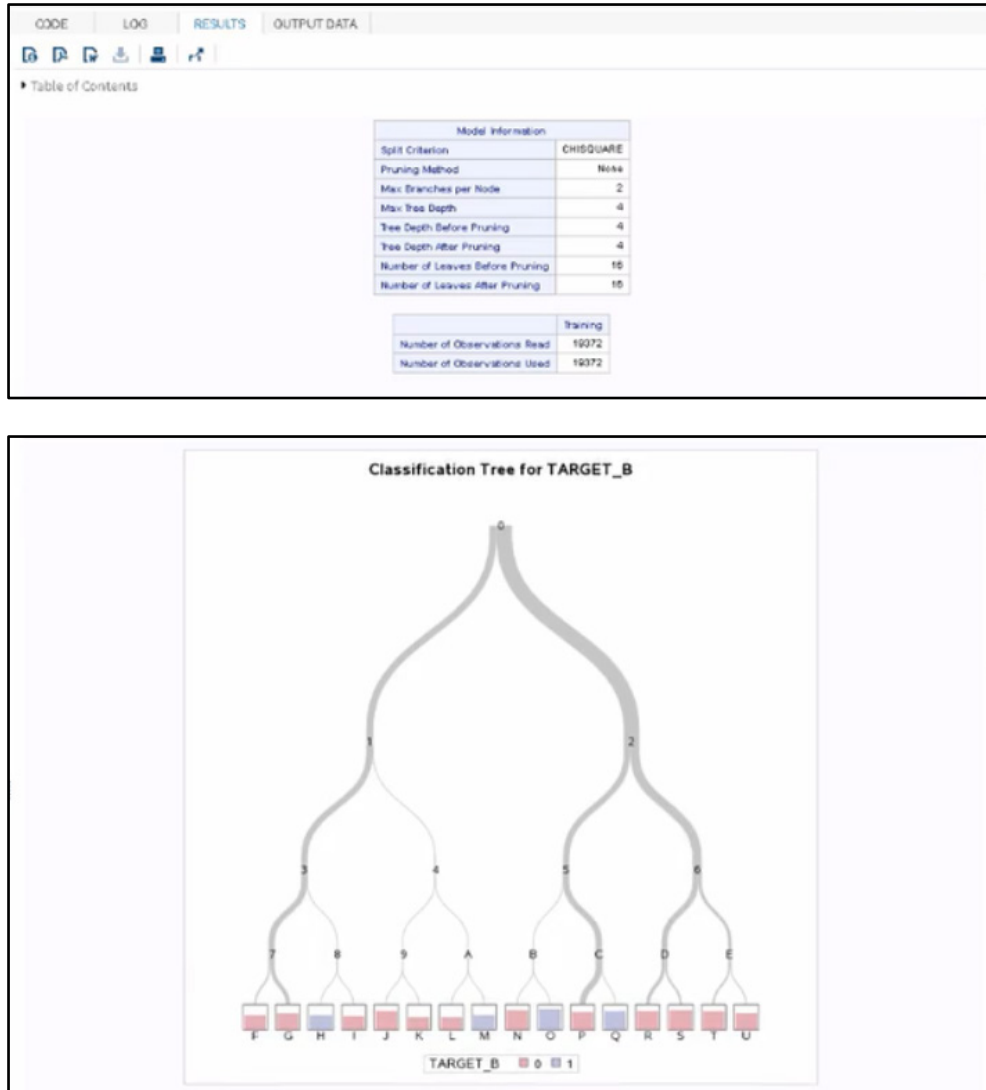 CODE LOG RESULTS OUTPUT DATA
Table of Contents
Model Information
Split Criterion CHISQUARE
Pruning Method None
Max Branches per Node 2
Max Tree Depth 4
Tree Depth Before Pruning 4
Tree Depth After Pruning 4
Number of Leaves Before Pruning 16
Number of Leaves After Pruning 16
Training
Number of Observations Read 19372
Number of Observations Used 19372
Classification Tree for TARGET_B
0
1 2
3 4 5 6
7 8 9 A B C D E
F G H I J K L M N O P Q R S T U
TARGET_B 0 1